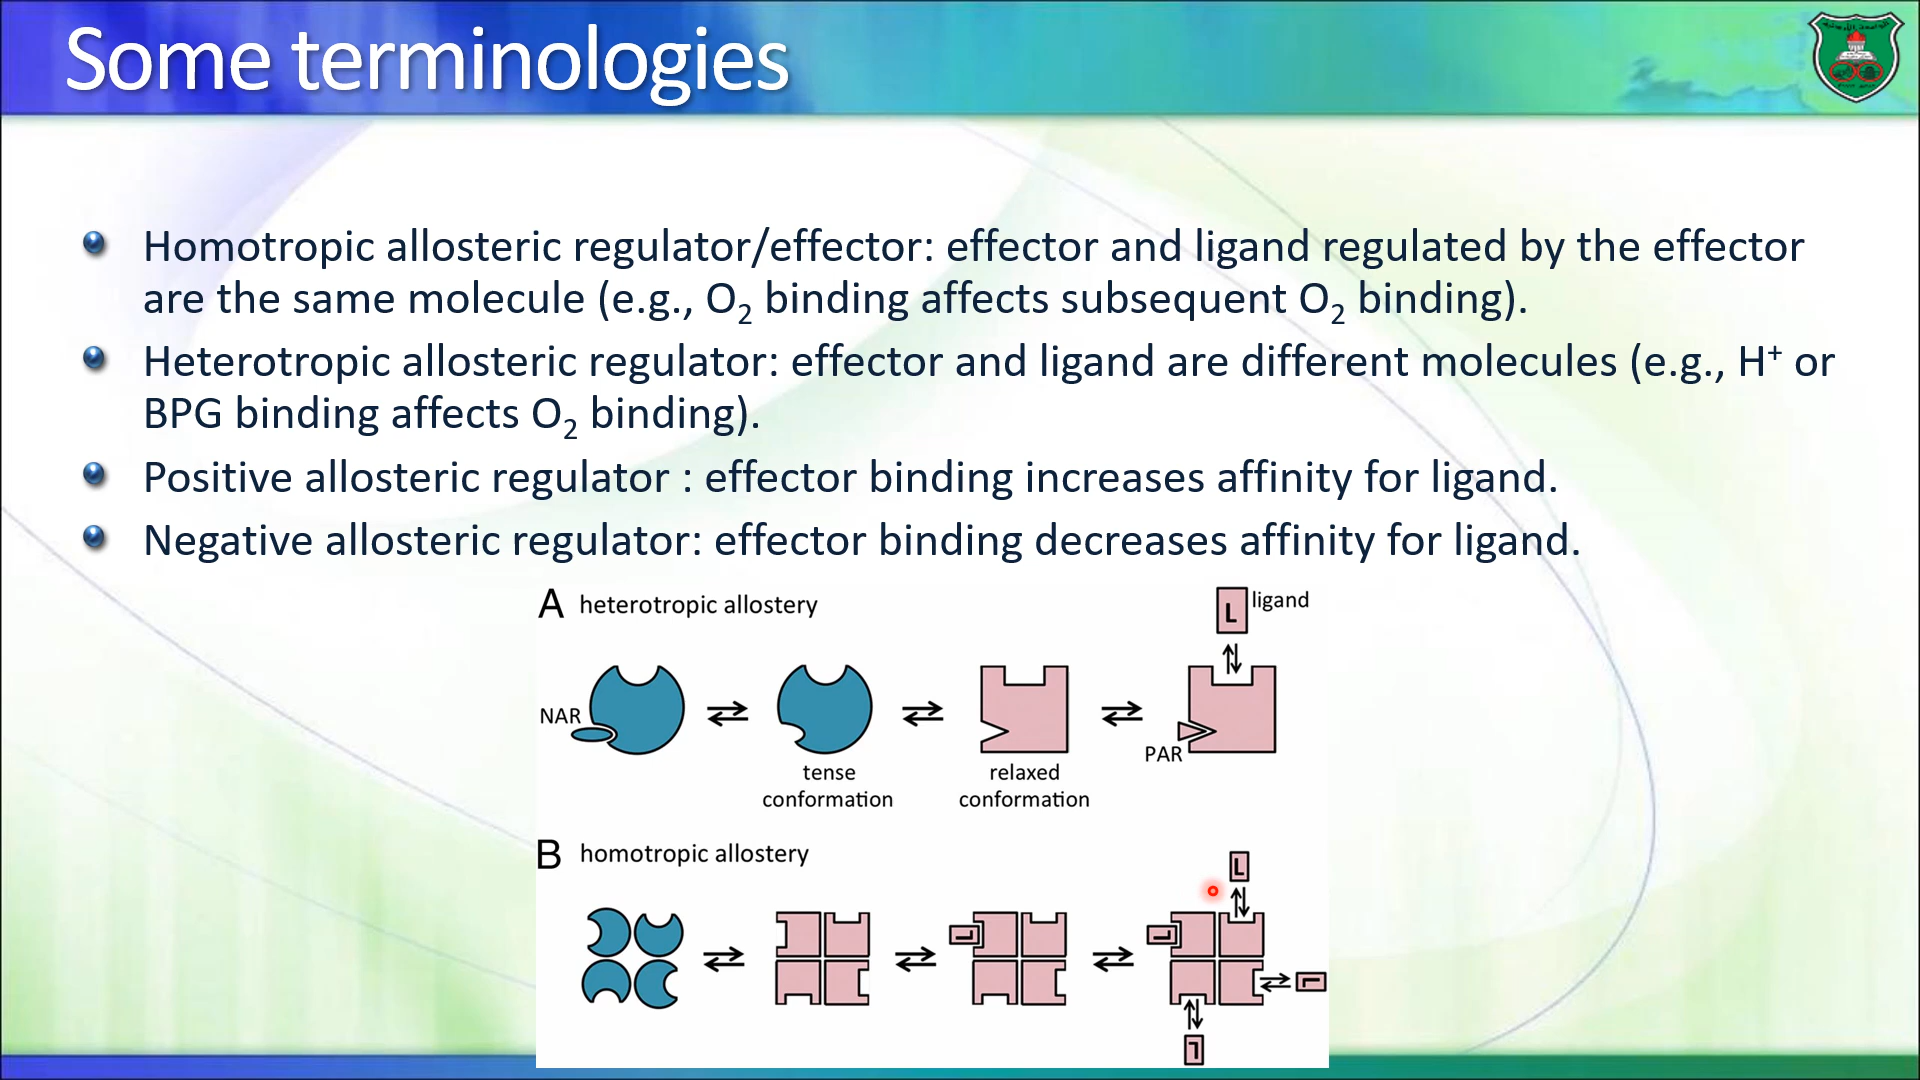 Some terminologies
Homotropic allosteric regulator/effector: effector and ligand regulated by the effector
are the same molecule (e.g., O₂ binding affects subsequent O₂ binding).
Heterotropic allosteric regulator: effector and ligand are different molecules (e.g., H⁺ or
BPG binding affects O₂ binding).
Positive allosteric regulator : effector binding increases affinity for ligand.
Negative allosteric regulator: effector binding decreases affinity for ligand.
A heterotropic allostery
L ligand
NAR
PAR
tense
conformation
relaxed
conformation
B homotropic allostery
L
L
L
L
L